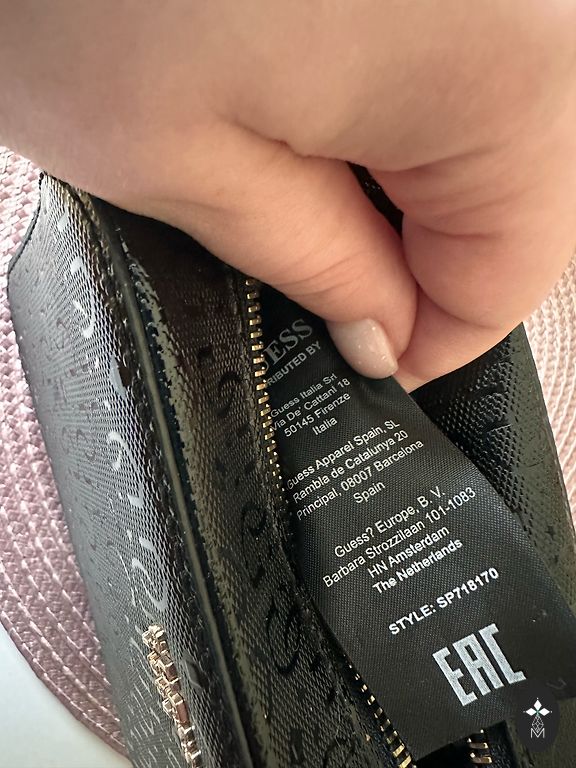 ESS
RIBUTED BY
Guess Italia Srl
Via De' Cattani 18
50145 Firenze
Italia
Guess Apparel Spain, SL
Rambla de Catalunya 20
Principal, 08007 Barcelona
Spain
Guess? Europe, B.V.
Barbara Strozzilaan 101-1083
HN Amsterdam
The Netherlands
STYLE: SP718170
EAC